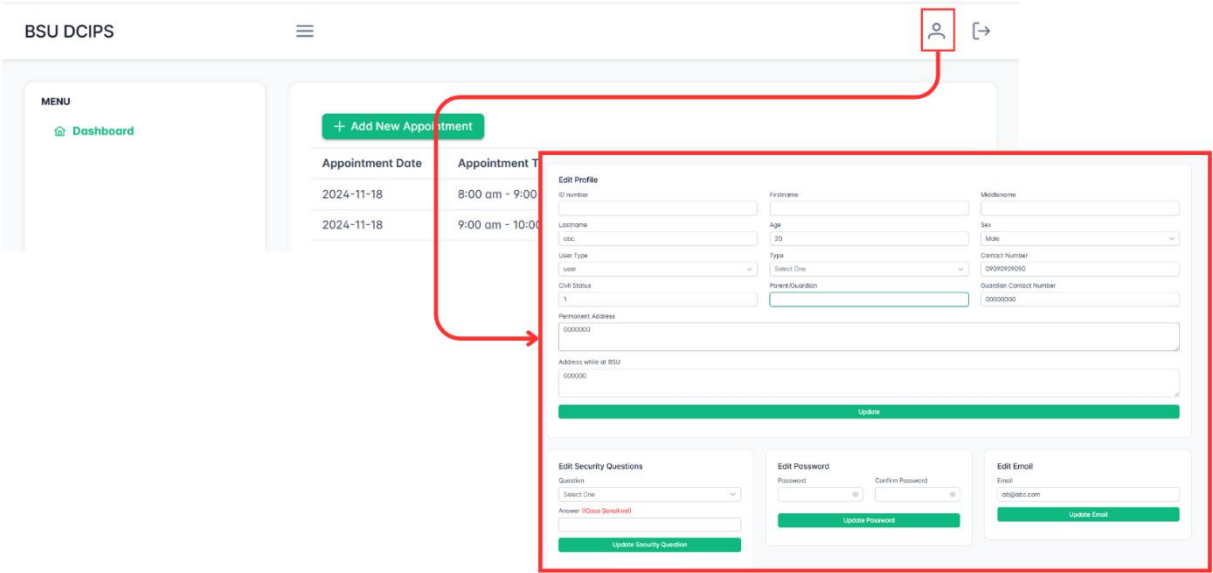 BSU DCIPS
MENU
Dashboard
+ Add New Appointment
Appointment Date Appointment T
2024-11-18 8:00 am - 9:00
2024-11-18 9:00 am - 10:00
Edit Profile
ID number Firstname Middlename
Lastname Age Sex
abc 20 Male
User Type Type Contact Number
user Select One 09090909090
Civil Status Parent/Guardian Guardian Contact Number
1 00000000
Permanent Address
0000000
Address while at BSU
000000
Update
Edit Security Questions
Question
Select One
Answer (!Case Sensitive!)
Update Security Question
Edit Password
Password Confirm Password
Update Password
Edit Email
Email
Update Email